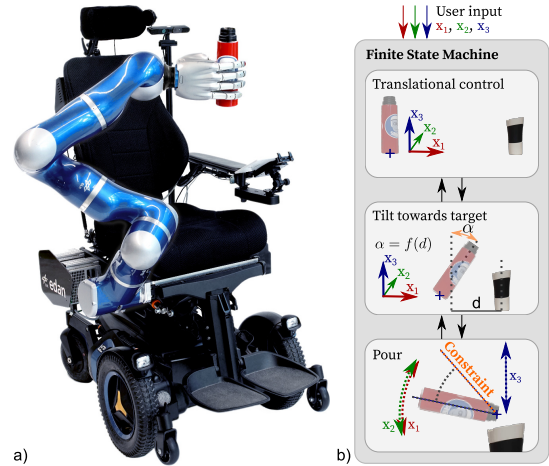 edan
a)
User input
x₁, x₂, x₃
Finite State Machine
Translational control
x₃
x₂
x₁
Tilt towards target
α
α = f(d)
x₃
x₂
x₁
d
Pour
Constraint
x₃
x₂ x₁
b)